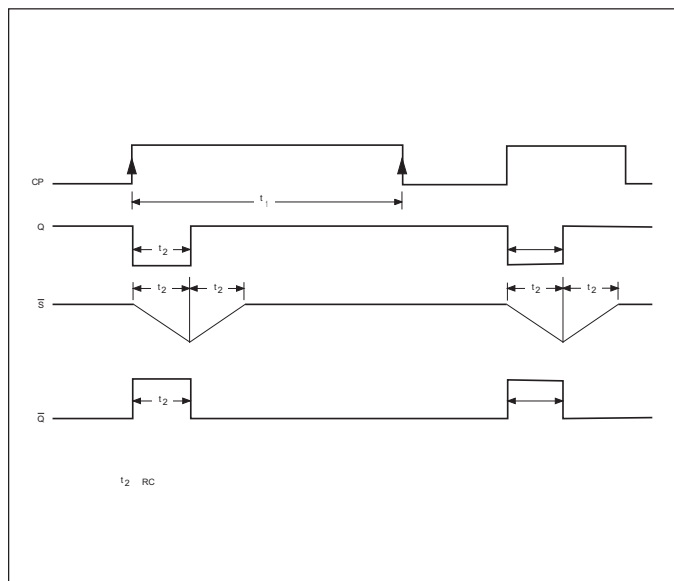 CP
t₁
Q
t₂
t₂ t₂ t₂ t₂
S̅
t₂
Q̅
t₂ RC